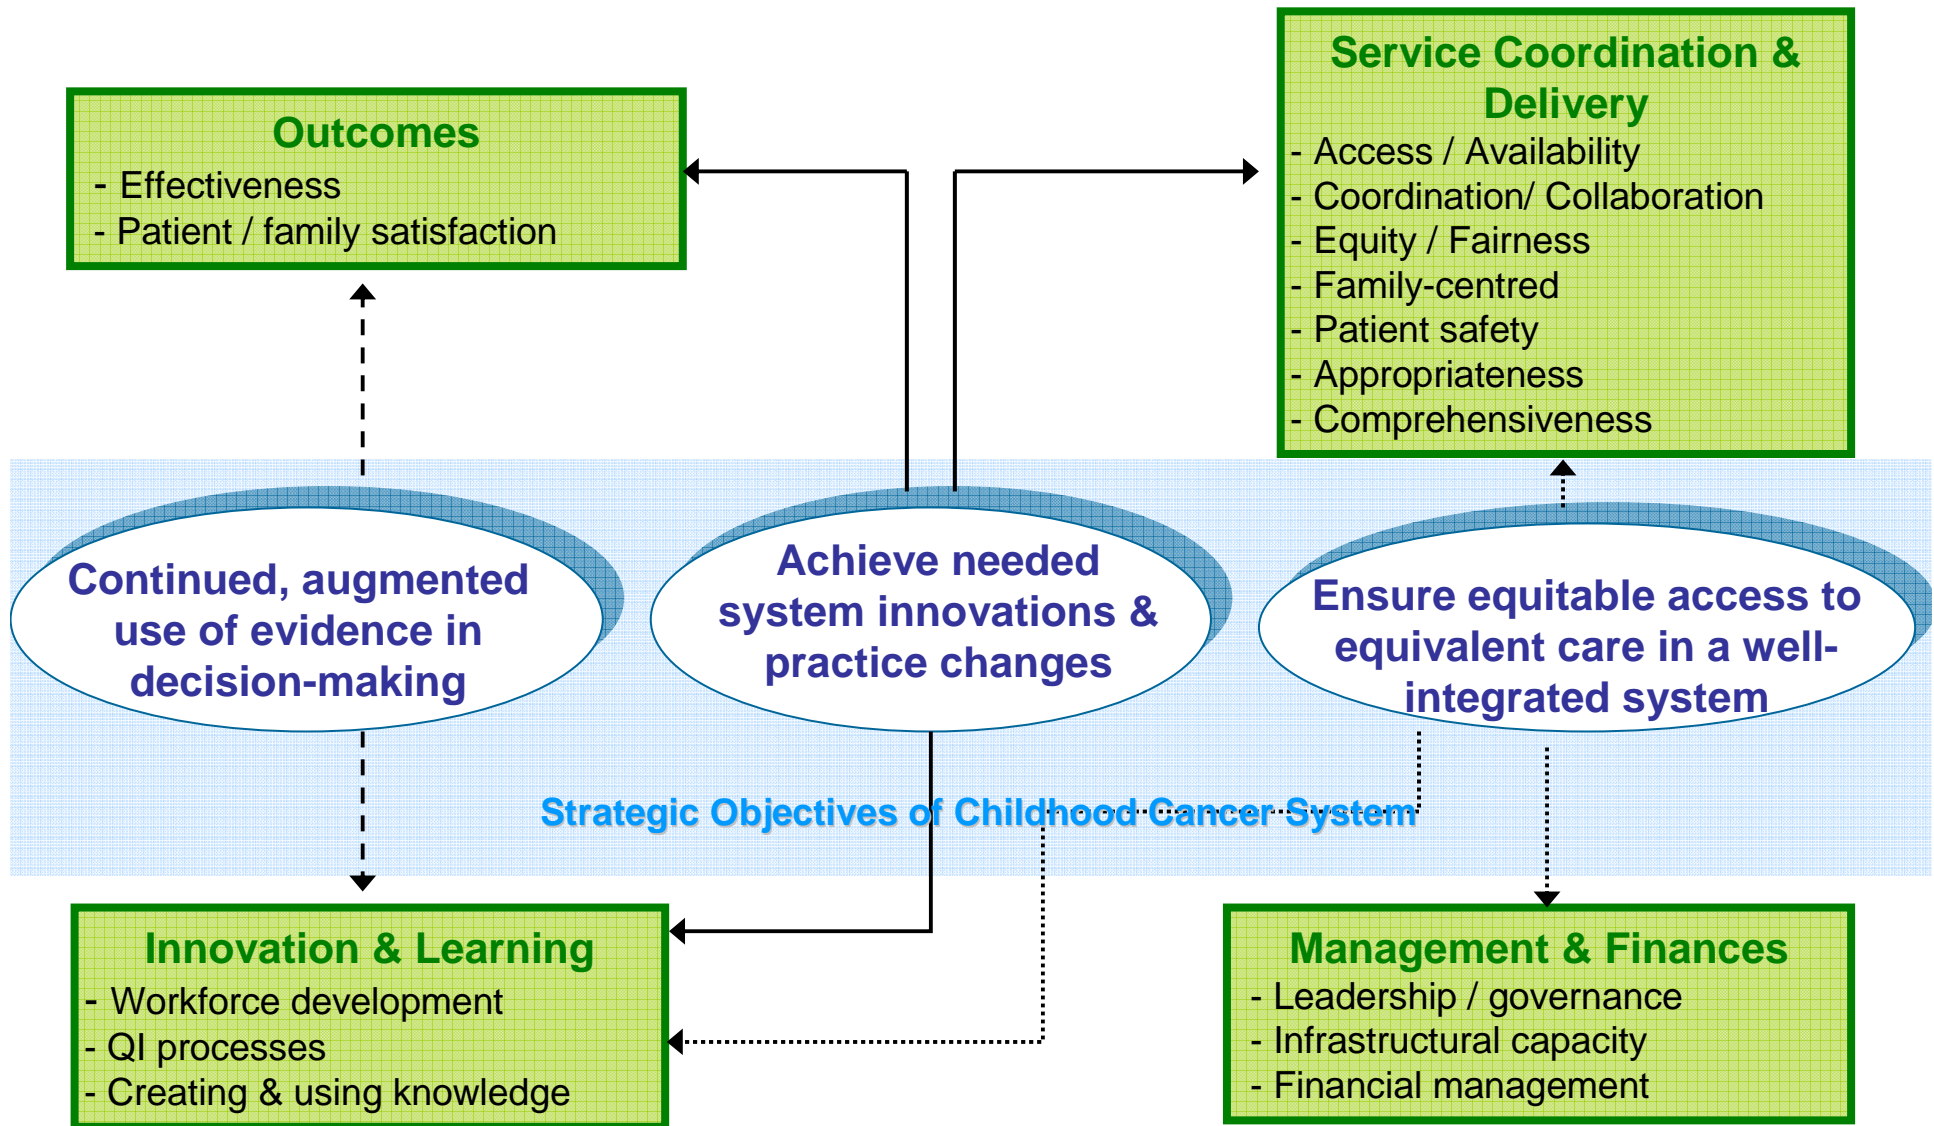 Outcomes
- Effectiveness
- Patient / family satisfaction
Service Coordination &
Delivery
- Access / Availability
- Coordination/ Collaboration
- Equity / Fairness
- Family-centred
- Patient safety
- Appropriateness
- Comprehensiveness
Continued, augmented
use of evidence in
decision-making
Achieve needed
system innovations &
practice changes
Ensure equitable access to
equivalent care in a well-
integrated system
Strategic Objectives of Childhood Cancer System
Innovation & Learning
- Workforce development
- QI processes
- Creating & using knowledge
Management & Finances
- Leadership / governance
- Infrastructural capacity
- Financial management